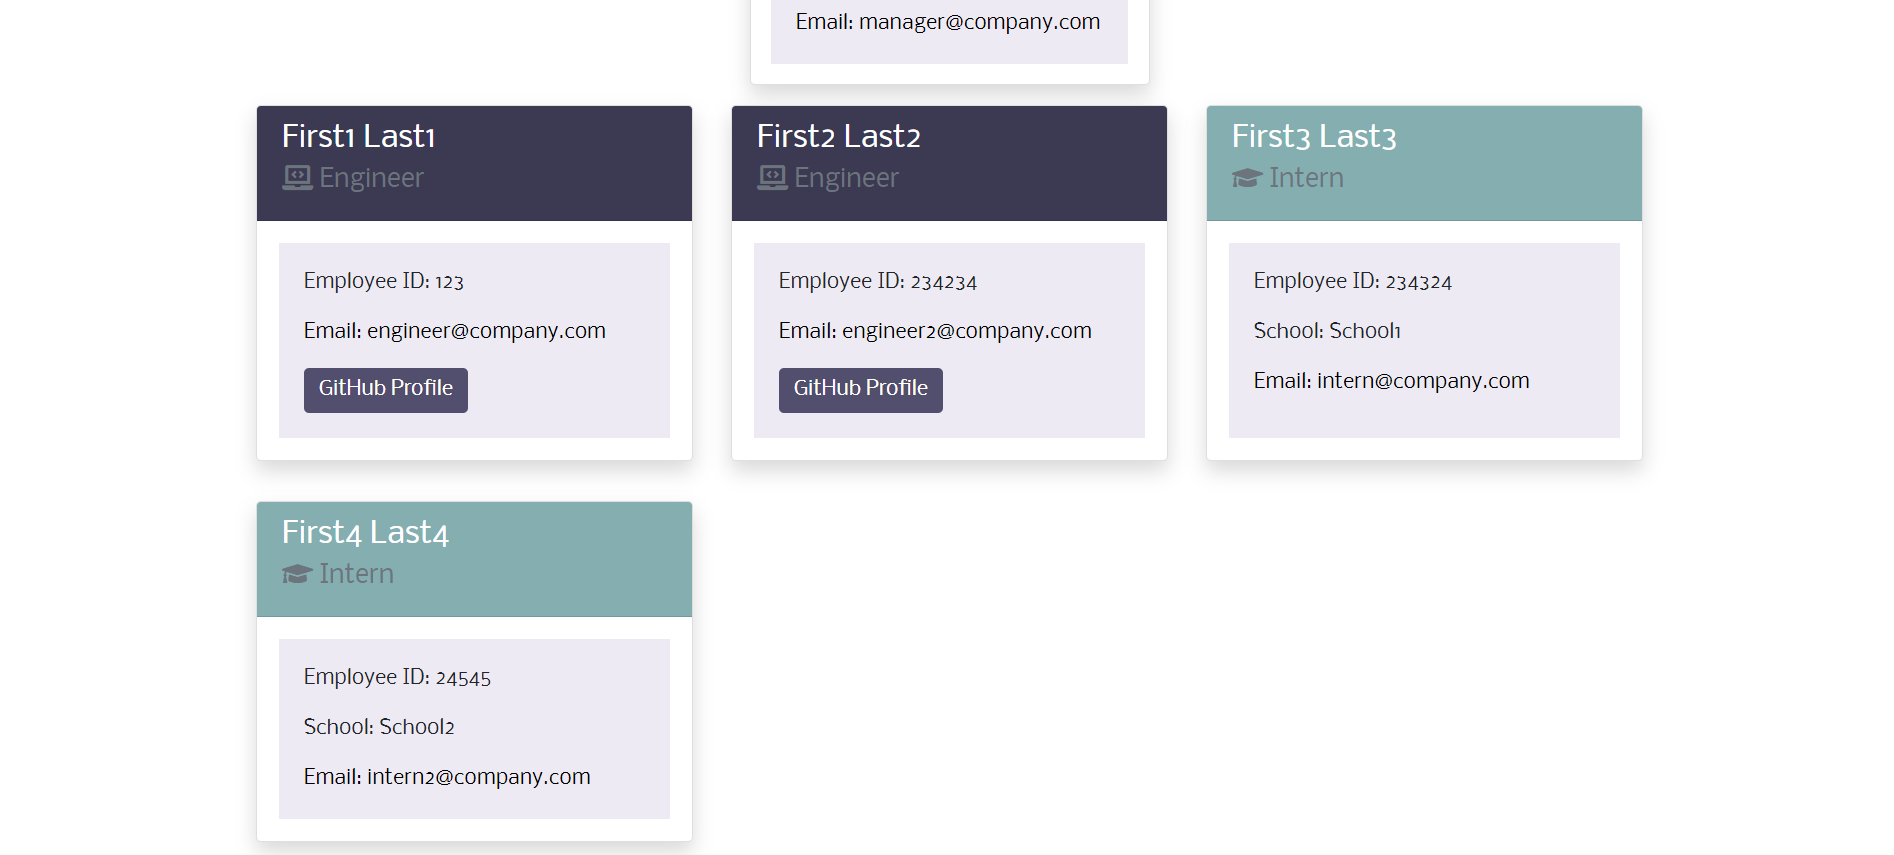 Email: manager@company.com
First1 Last1
Engineer
Employee ID: 123
Email: engineer@company.com
GitHub Profile
First2 Last2
Engineer
Employee ID: 234234
Email: engineer2@company.com
GitHub Profile
First3 Last3
Intern
Employee ID: 234324
School: School1
Email: intern@company.com
First4 Last4
Intern
Employee ID: 24545
School: School2
Email: intern2@company.com